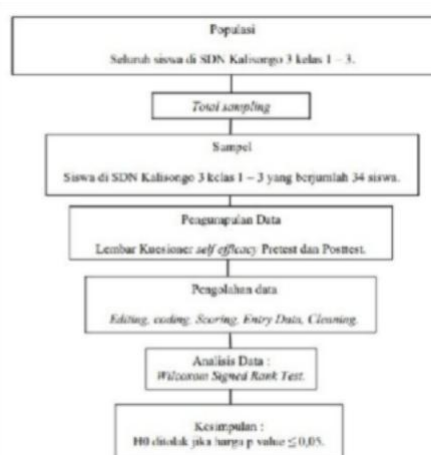 Populasi
Seluruh siswa di SDN Kalisongo 3 kelas 1 – 3.
Total sampling
Sampel
Siswa di SDN Kalisongo 3 kelas 1 – 3 yang berjumlah 34 siswa.
Pengumpulan Data
Lembar Kuesioner self efficacy Pretest dan Posttest.
Pengolahan data
Editing, coding, Scoring, Entry Data, Cleaning.
Analisis Data :
Wilcoxon Signed Rank Test.
Kesimpulan :
H0 ditolak jika harga p value ≤ 0,05.